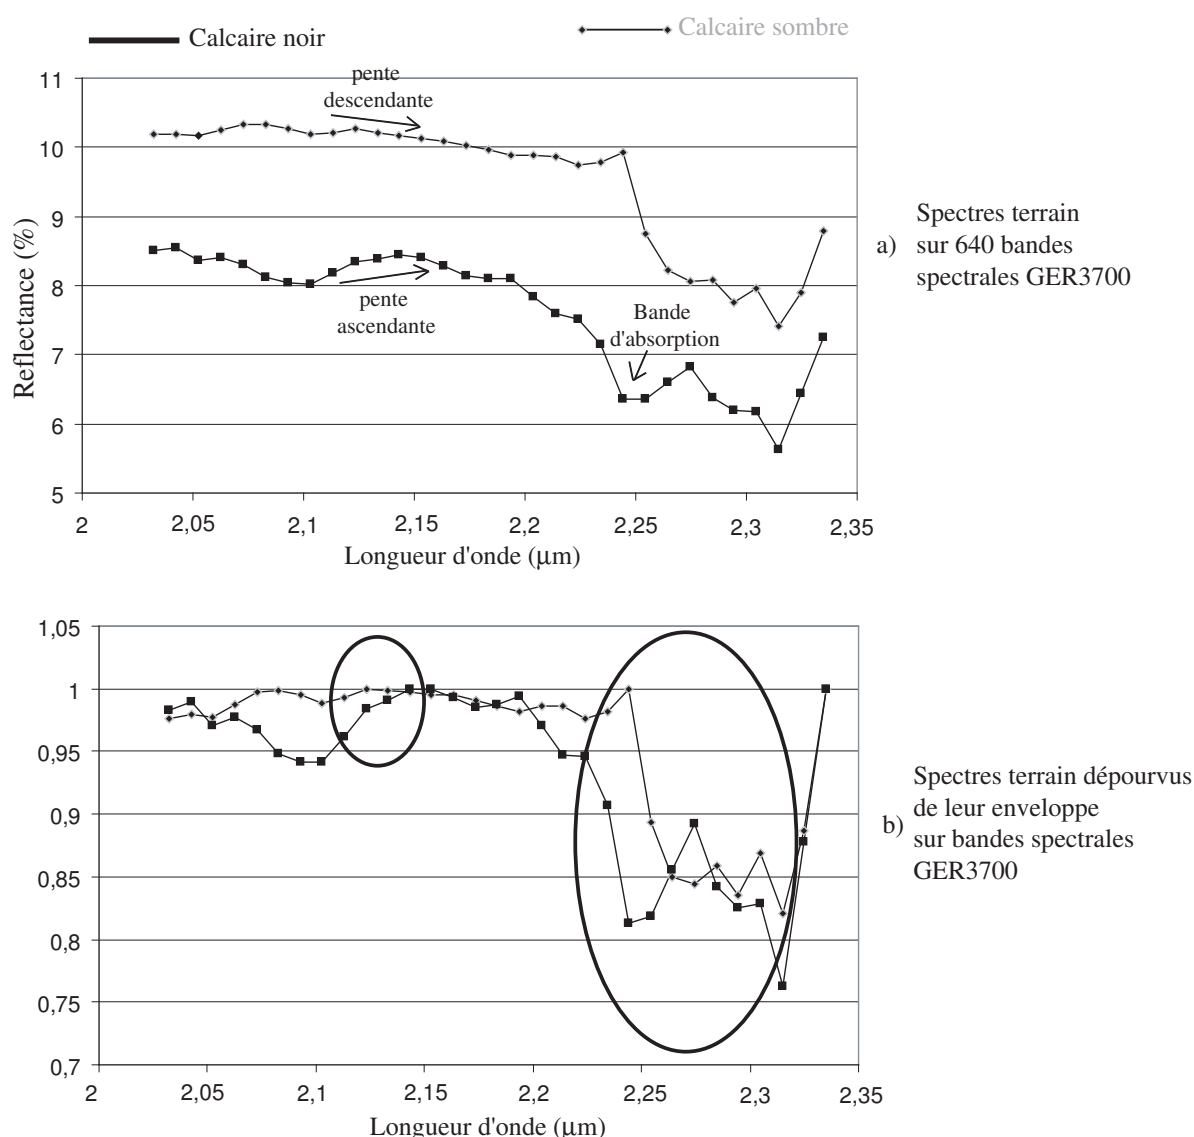 Calcaire noir
Calcaire sombre
11
10
9
8
7
6
5
Reflectance (%)
pente
descendante
pente
ascendante
Bande
d'absorption
2
2,05
2,1
2,15
2,2
2,25
2,3
2,35
Longueur d'onde (μm)
a)
Spectres terrain
sur 640 bandes
spectrales GER3700
1,05
1
0,95
0,9
0,85
0,8
0,75
0,7
2
2,05
2,1
2,15
2,2
2,25
2,3
2,35
Longueur d'onde (μm)
b)
Spectres terrain dépourvus
de leur enveloppe
sur bandes spectrales
GER3700